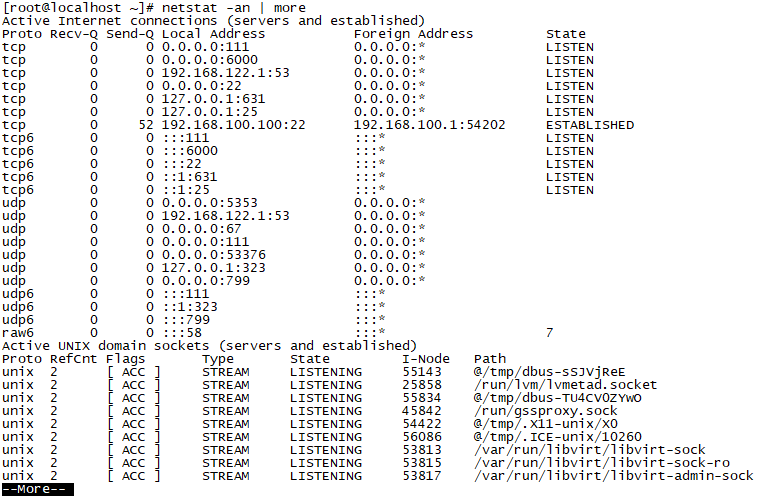 [root@localhost ~]# netstat -an | more
Active Internet connections (servers and established)
Proto Recv-Q Send-Q Local Address           Foreign Address         State
tcp        0      0 0.0.0.0:111             0.0.0.0:*               LISTEN
tcp        0      0 0.0.0.0:6000            0.0.0.0:*               LISTEN
tcp        0      0 192.168.122.1:53        0.0.0.0:*               LISTEN
tcp        0      0 0.0.0.0:22              0.0.0.0:*               LISTEN
tcp        0      0 127.0.0.1:631           0.0.0.0:*               LISTEN
tcp        0      0 127.0.0.1:25            0.0.0.0:*               LISTEN
tcp        0     52 192.168.100.100:22      192.168.100.1:54202     ESTABLISHED
tcp6       0      0 :::111                  :::*                    LISTEN
tcp6       0      0 :::6000                 :::*                    LISTEN
tcp6       0      0 :::22                   :::*                    LISTEN
tcp6       0      0 ::1:631                 :::*                    LISTEN
tcp6       0      0 ::1:25                  :::*                    LISTEN
udp        0      0 0.0.0.0:5353            0.0.0.0:*
udp        0      0 192.168.122.1:53        0.0.0.0:*
udp        0      0 0.0.0.0:67              0.0.0.0:*
udp        0      0 0.0.0.0:111             0.0.0.0:*
udp        0      0 0.0.0.0:53376           0.0.0.0:*
udp        0      0 127.0.0.1:323           0.0.0.0:*
udp        0      0 0.0.0.0:799             0.0.0.0:*
udp6       0      0 :::111                  :::*
udp6       0      0 ::1:323                 :::*
udp6       0      0 :::799                  :::*
raw6       0      0 :::58                   :::*                    7
Active UNIX domain sockets (servers and established)
Proto RefCnt Flags       Type       State         I-Node   Path
unix  2      [ ACC ]     STREAM     LISTENING     55143    @/tmp/dbus-sSJVjReE
unix  2      [ ACC ]     STREAM     LISTENING     25858    /run/lvm/lvmetad.socket
unix  2      [ ACC ]     STREAM     LISTENING     55834    @/tmp/dbus-TU4CV0ZYwO
unix  2      [ ACC ]     STREAM     LISTENING     45842    /run/gssproxy.sock
unix  2      [ ACC ]     STREAM     LISTENING     54422    @/tmp/.X11-unix/X0
unix  2      [ ACC ]     STREAM     LISTENING     56086    @/tmp/.ICE-unix/10260
unix  2      [ ACC ]     STREAM     LISTENING     53813    /var/run/libvirt/libvirt-sock
unix  2      [ ACC ]     STREAM     LISTENING     53815    /var/run/libvirt/libvirt-sock-ro
unix  2      [ ACC ]     STREAM     LISTENING     53817    /var/run/libvirt/libvirt-admin-sock
--More--